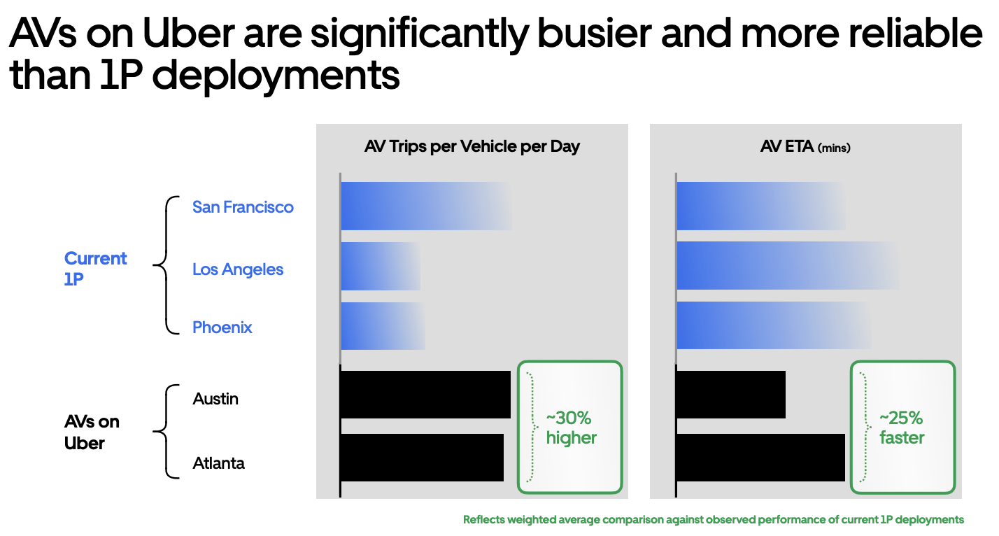 AVs on Uber are significantly busier and more reliable
than 1P deployments
AV Trips per Vehicle per Day
AV ETA (mins)
Current
1P
San Francisco
Los Angeles
Phoenix
AVs on
Uber
Austin
Atlanta
~30%
higher
~25%
faster
Reflects weighted average comparison against observed performance of current 1P deployments